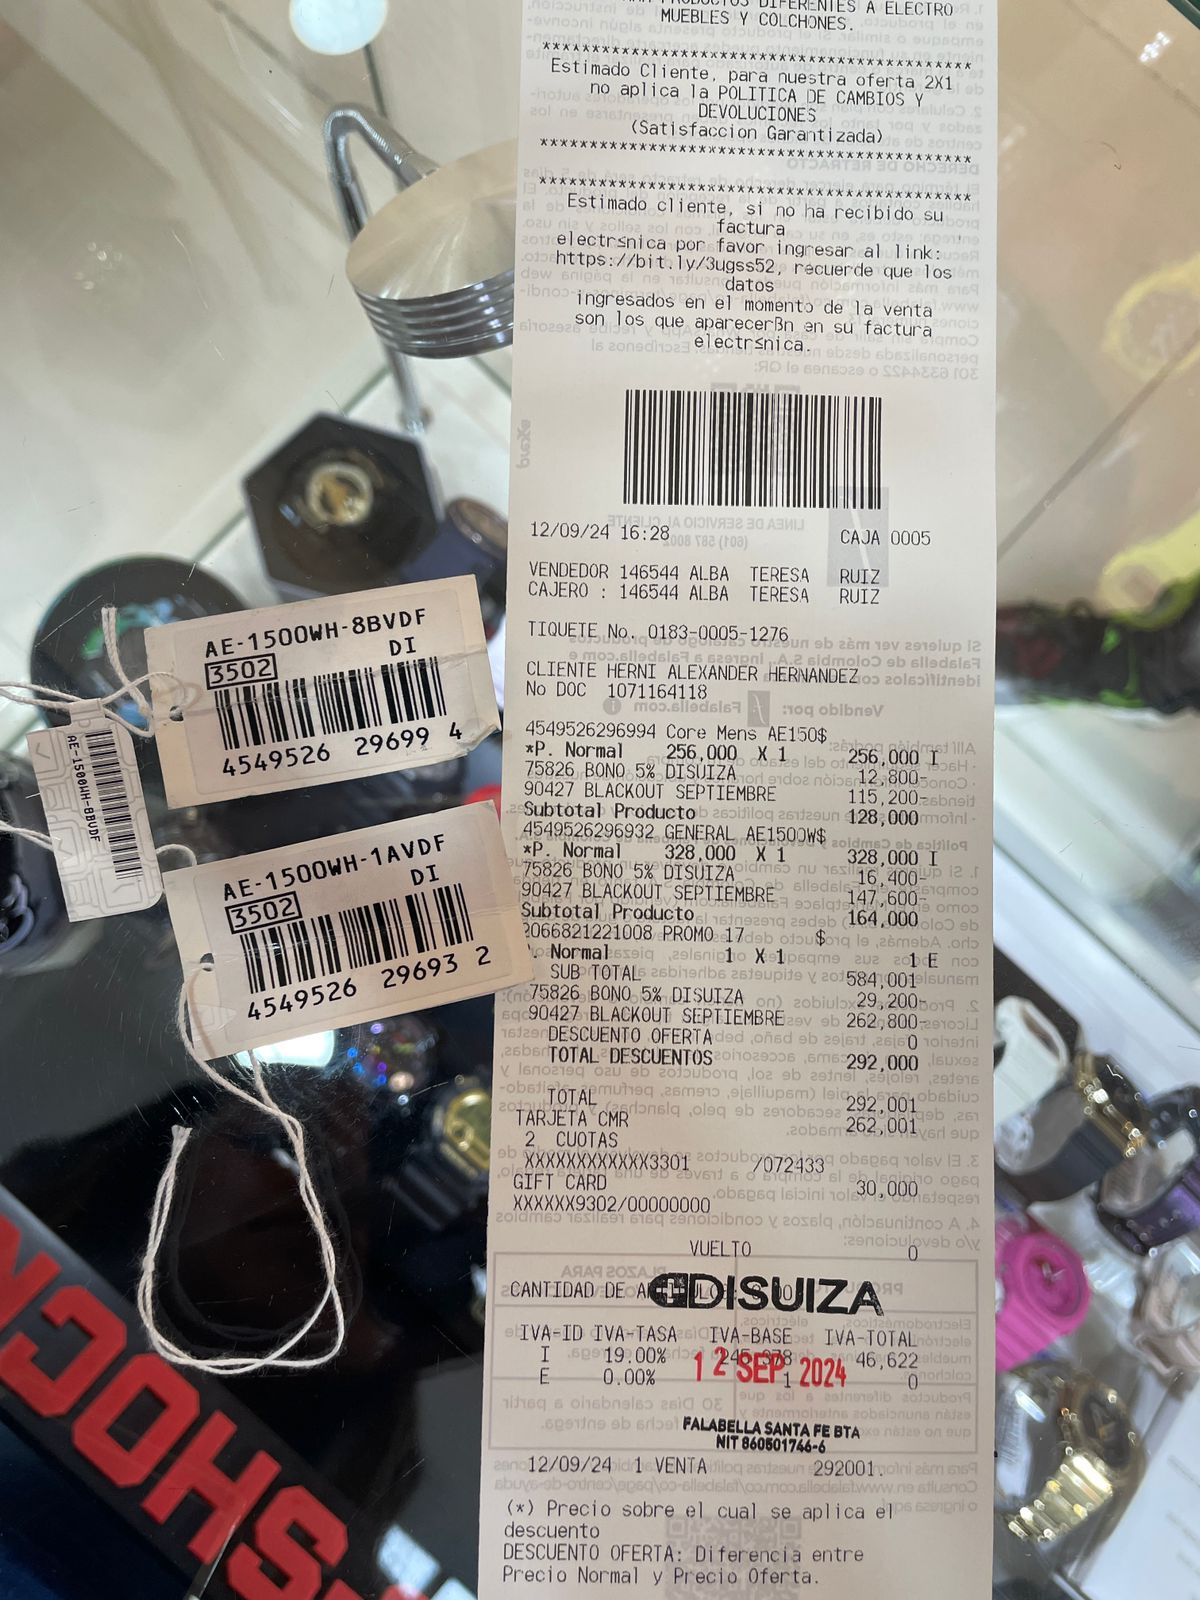 MUEBLES Y COLCHONES.
****************************************
Estimado Cliente, para nuestra oferta 2X1
no aplica la POLITICA DE CAMBIOS Y
DEVOLUCIONES
(Satisfaccion Garantizada)
****************************************
****************************************
Estimado cliente, si no ha recibido su
factura
electr≤nica por favor ingresar al link:
https://bit.ly/3ugss52, recuerde que los
datos
ingresados en el momento de la venta
son los que aparecerßn en su factura
electr≤nica.
12/09/24 16:28 CAJA 0005
VENDEDOR 146544 ALBA TERESA RUIZ
CAJERO : 146544 ALBA TERESA RUIZ
TIQUETE No. 0183-0005-1276
CLIENTE HERNI ALEXANDER HERNANDEZ
No DOC 1071164118
4549526296994 Core Mens AE150$
*P. Normal 256,000 X 1 256,000 I
75826 BONO 5% DISUIZA 12,800-
90427 BLACKOUT SEPTIEMBRE 115,200-
Subtotal Producto 128,000
4549526296932 GENERAL AE1500W$
*P. Normal 328,000 X 1 328,000 I
75826 BONO 5% DISUIZA 16,400-
90427 BLACKOUT SEPTIEMBRE 147,600-
Subtotal Producto 164,000
2066821221008 PROMO 17 $
. Normal 1 X 1 1 E
SUB TOTAL 584,001
75826 BONO 5% DISUIZA 29,200-
90427 BLACKOUT SEPTIEMBRE 262,800-
DESCUENTO OFERTA 0
TOTAL DESCUENTOS 292,000
TOTAL 292,001
TARJETA CMR 262,001
2 CUOTAS
XXXXXXXXXXXX3301 /072433
GIFT CARD 30,000
XXXXXX9302/00000000
VUELTO 0
CANTIDAD DE
DISUIZA
IVA-ID IVA-TASA IVA-BASE IVA-TOTAL
I 19.00% 46,622
E 0.00% 1 0
12 SEP 2024
FALABELLA SANTA FE BTA
NIT 860501746-6
12/09/24 1 VENTA 292001.
(*) Precio sobre el cual se aplica el
descuento
DESCUENTO OFERTA: Diferencia entre
Precio Normal y Precio Oferta.
AE-1500WH-8BVDF
DI
3502
4549526 29699 4
AE-1500WH-8BVDF
AE-1500WH-1AVDF
DI
3502
4549526 29693 2